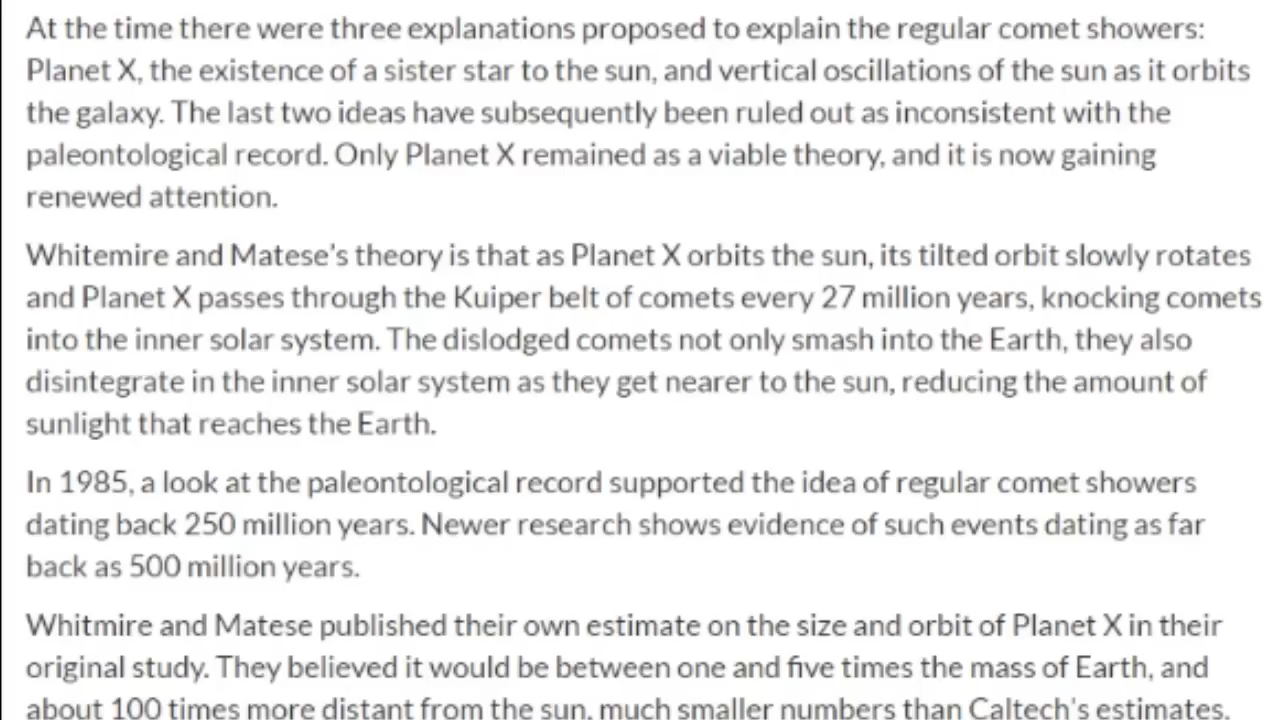 At the time there were three explanations proposed to explain the regular comet showers:
Planet X, the existence of a sister star to the sun, and vertical oscillations of the sun as it orbits
the galaxy. The last two ideas have subsequently been ruled out as inconsistent with the
paleontological record. Only Planet X remained as a viable theory, and it is now gaining
renewed attention.
Whitemire and Matese's theory is that as Planet X orbits the sun, its tilted orbit slowly rotates
and Planet X passes through the Kuiper belt of comets every 27 million years, knocking comets
into the inner solar system. The dislodged comets not only smash into the Earth, they also
disintegrate in the inner solar system as they get nearer to the sun, reducing the amount of
sunlight that reaches the Earth.
In 1985, a look at the paleontological record supported the idea of regular comet showers
dating back 250 million years. Newer research shows evidence of such events dating as far
back as 500 million years.
Whitmire and Matese published their own estimate on the size and orbit of Planet X in their
original study. They believed it would be between one and five times the mass of Earth, and
about 100 times more distant from the sun, much smaller numbers than Caltech's estimates.